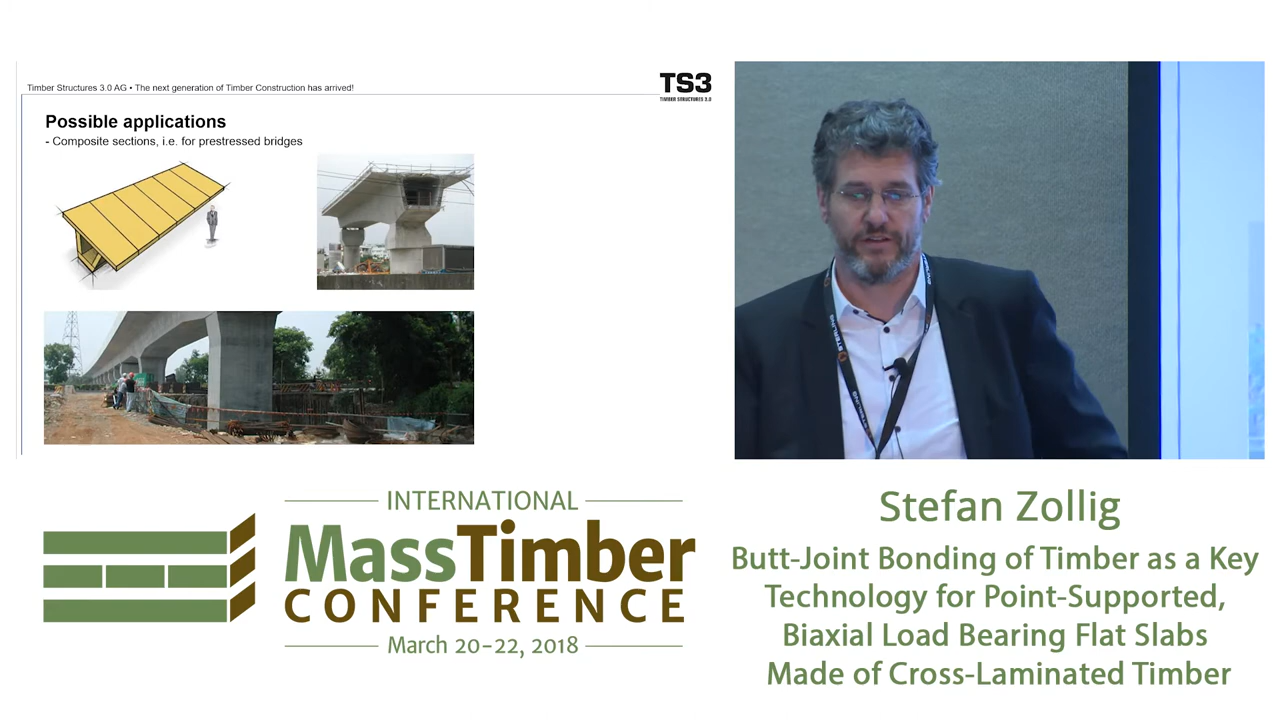 Timber Structures 3.0 AG • The next generation of Timber Construction has arrived!
TS3
TIMBER STRUCTURES 3.0
Possible applications
- Composite sections, i.e. for prestressed bridges
STERLING
INTERNATIONAL
MassTimber
CONFERENCE
March 20–22, 2018
Stefan Zollig
Butt-Joint Bonding of Timber as a Key
Technology for Point-Supported,
Biaxial Load Bearing Flat Slabs
Made of Cross-Laminated Timber